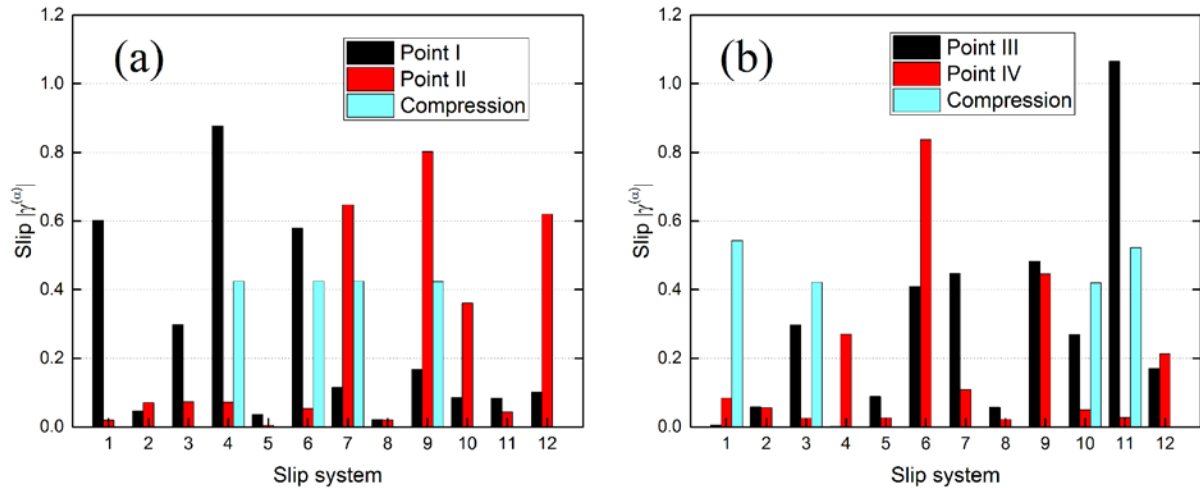 (a)
Point I
Point II
Compression
1.2
1.0
0.8
0.6
0.4
0.2
0.0
Slip |γ^(α)|
1 2 3 4 5 6 7 8 9 10 11 12
Slip system
(b)
Point III
Point IV
Compression
1.2
1.0
0.8
0.6
0.4
0.2
0.0
Slip |γ^(α)|
1 2 3 4 5 6 7 8 9 10 11 12
Slip system